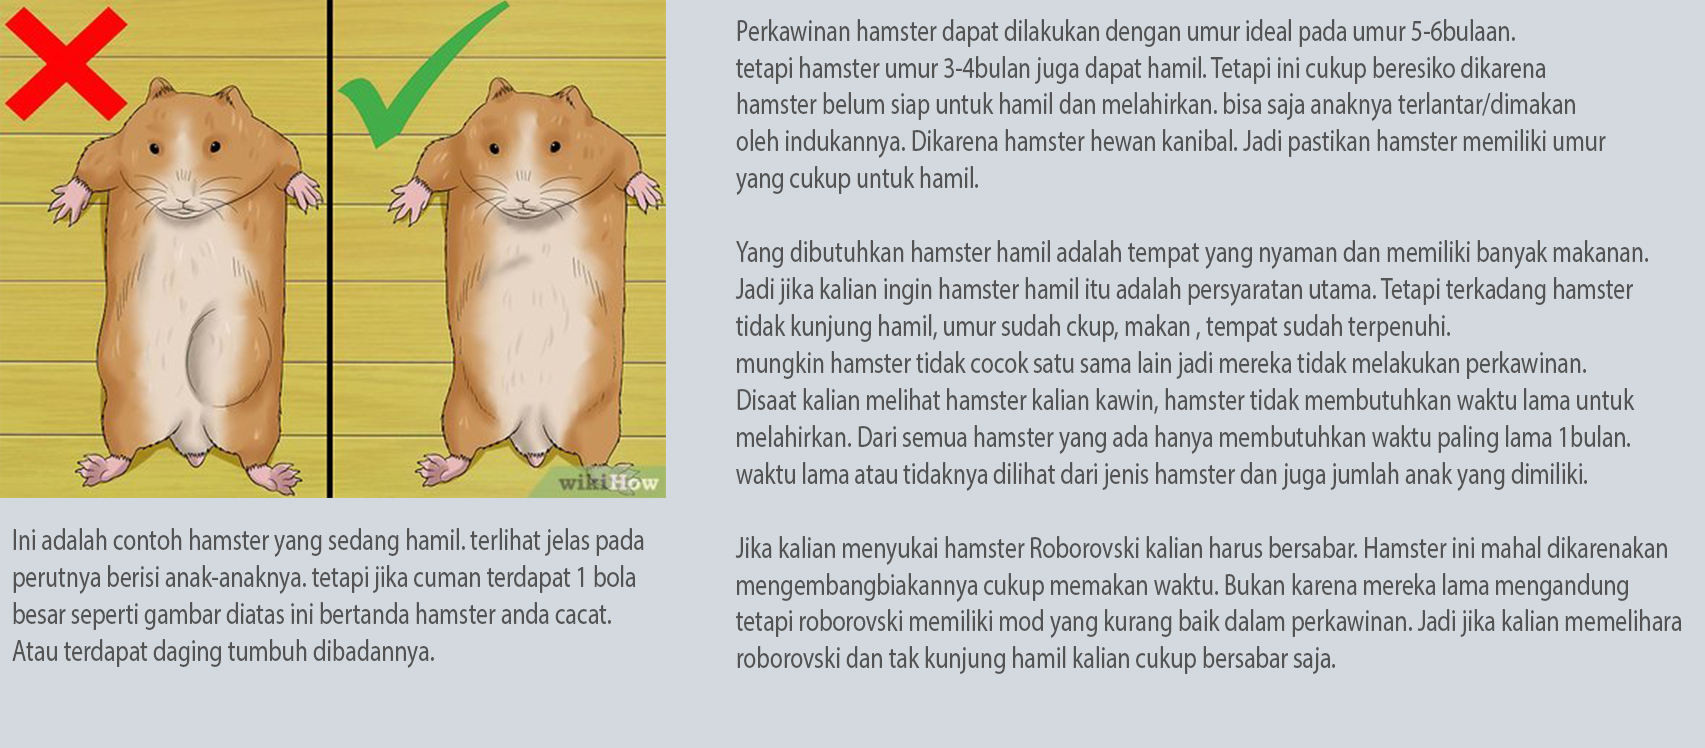 wikiHow
Ini adalah contoh hamster yang sedang hamil. terlihat jelas pada
perutnya berisi anak-anaknya. tetapi jika cuman terdapat 1 bola
besar seperti gambar diatas ini bertanda hamster anda cacat.
Atau terdapat daging tumbuh dibadannya.
Perkawinan hamster dapat dilakukan dengan umur ideal pada umur 5-6bulaan.
tetapi hamster umur 3-4bulan juga dapat hamil. Tetapi ini cukup beresiko dikarena
hamster belum siap untuk hamil dan melahirkan. bisa saja anaknya terlantar/dimakan
oleh indukannya. Dikarena hamster hewan kanibal. Jadi pastikan hamster memiliki umur
yang cukup untuk hamil.
Yang dibutuhkan hamster hamil adalah tempat yang nyaman dan memiliki banyak makanan.
Jadi jika kalian ingin hamster hamil itu adalah persyaratan utama. Tetapi terkadang hamster
tidak kunjung hamil, umur sudah ckup, makan , tempat sudah terpenuhi.
mungkin hamster tidak cocok satu sama lain jadi mereka tidak melakukan perkawinan.
Disaat kalian melihat hamster kalian kawin, hamster tidak membutuhkan waktu lama untuk
melahirkan. Dari semua hamster yang ada hanya membutuhkan waktu paling lama 1bulan.
waktu lama atau tidaknya dilihat dari jenis hamster dan juga jumlah anak yang dimiliki.
Jika kalian menyukai hamster Roborovski kalian harus bersabar. Hamster ini mahal dikarenakan
mengembangbiakannya cukup memakan waktu. Bukan karena mereka lama mengandung
tetapi roborovski memiliki mod yang kurang baik dalam perkawinan. Jadi jika kalian memelihara
roborovski dan tak kunjung hamil kalian cukup bersabar saja.